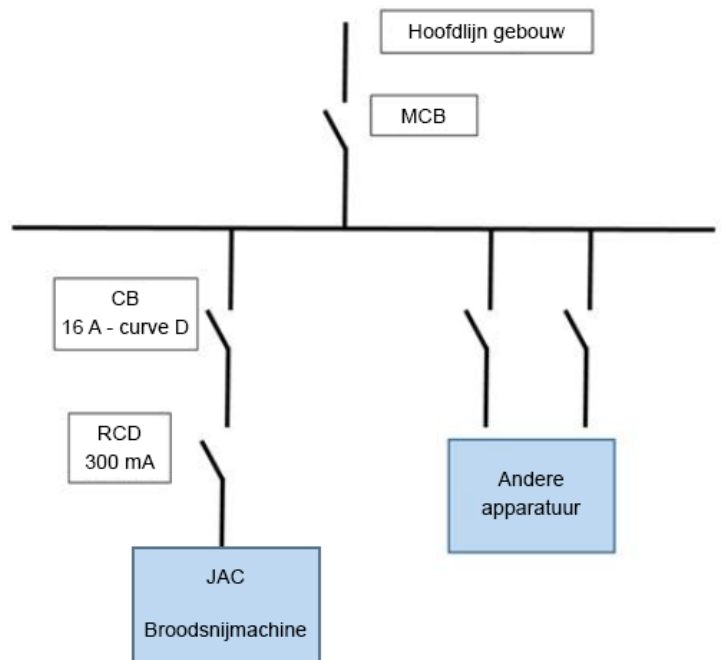 Hoofdlijn gebouw
MCB
CB
16 A - curve D
RCD
300 mA
Andere
apparatuur
JAC
Broodsnijmachine